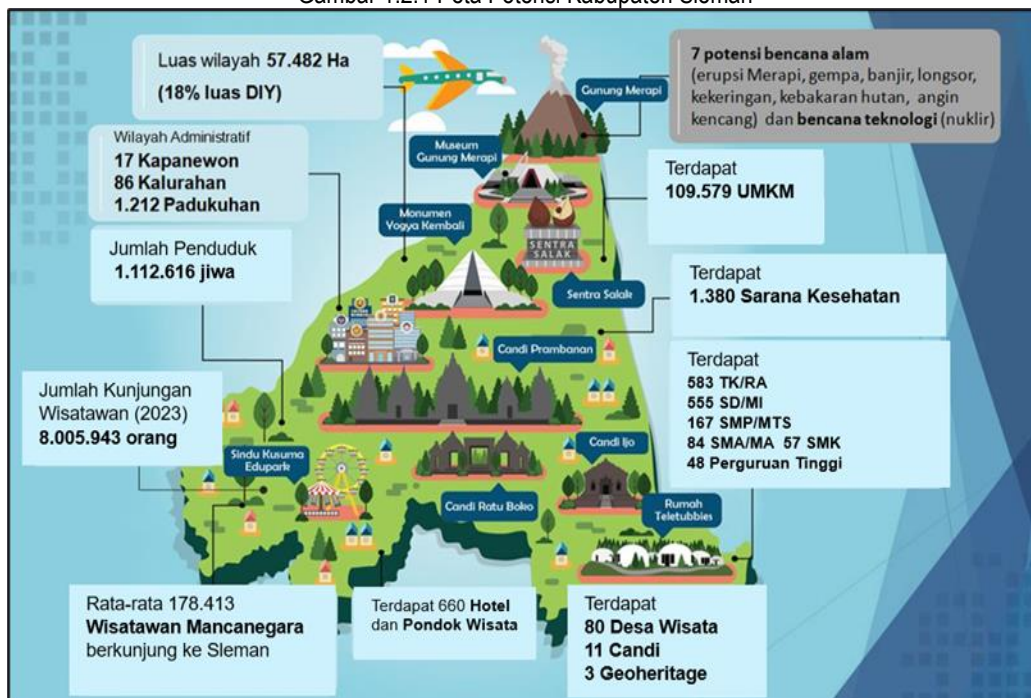 Gambar 1.2.1 Peta Potensi Kabupaten Sleman
Luas wilayah 57.482 Ha
(18% luas DIY)
Wilayah Administratif
17 Kapanewon
86 Kalurahan
1.212 Padukuhan
Jumlah Penduduk
1.112.616 jiwa
Jumlah Kunjungan
Wisatawan (2023)
8.005.943 orang
Rata-rata 178.413
Wisatawan Mancanegara
berkunjung ke Sleman
Terdapat 660 Hotel
dan Pondok Wisata
Terdapat
80 Desa Wisata
11 Candi
3 Geoheritage
7 potensi bencana alam
(erupsi Merapi, gempa, banjir, longsor,
kekeringan, kebakaran hutan, angin
kencang) dan bencana teknologi (nuklir)
Terdapat
109.579 UMKM
Terdapat
1.380 Sarana Kesehatan
Terdapat
583 TK/RA
555 SD/MI
167 SMP/MTS
84 SMA/MA 57 SMK
48 Perguruan Tinggi
Gunung Merapi
Museum
Gunung Merapi
Monumen
Yogya Kembali
SENTRA
SALAK
Sentra Salak
Candi Prambanan
Sindu Kusuma
Edupark
Candi Ratu Boko
Candi Ijo
Rumah
Teletubbies